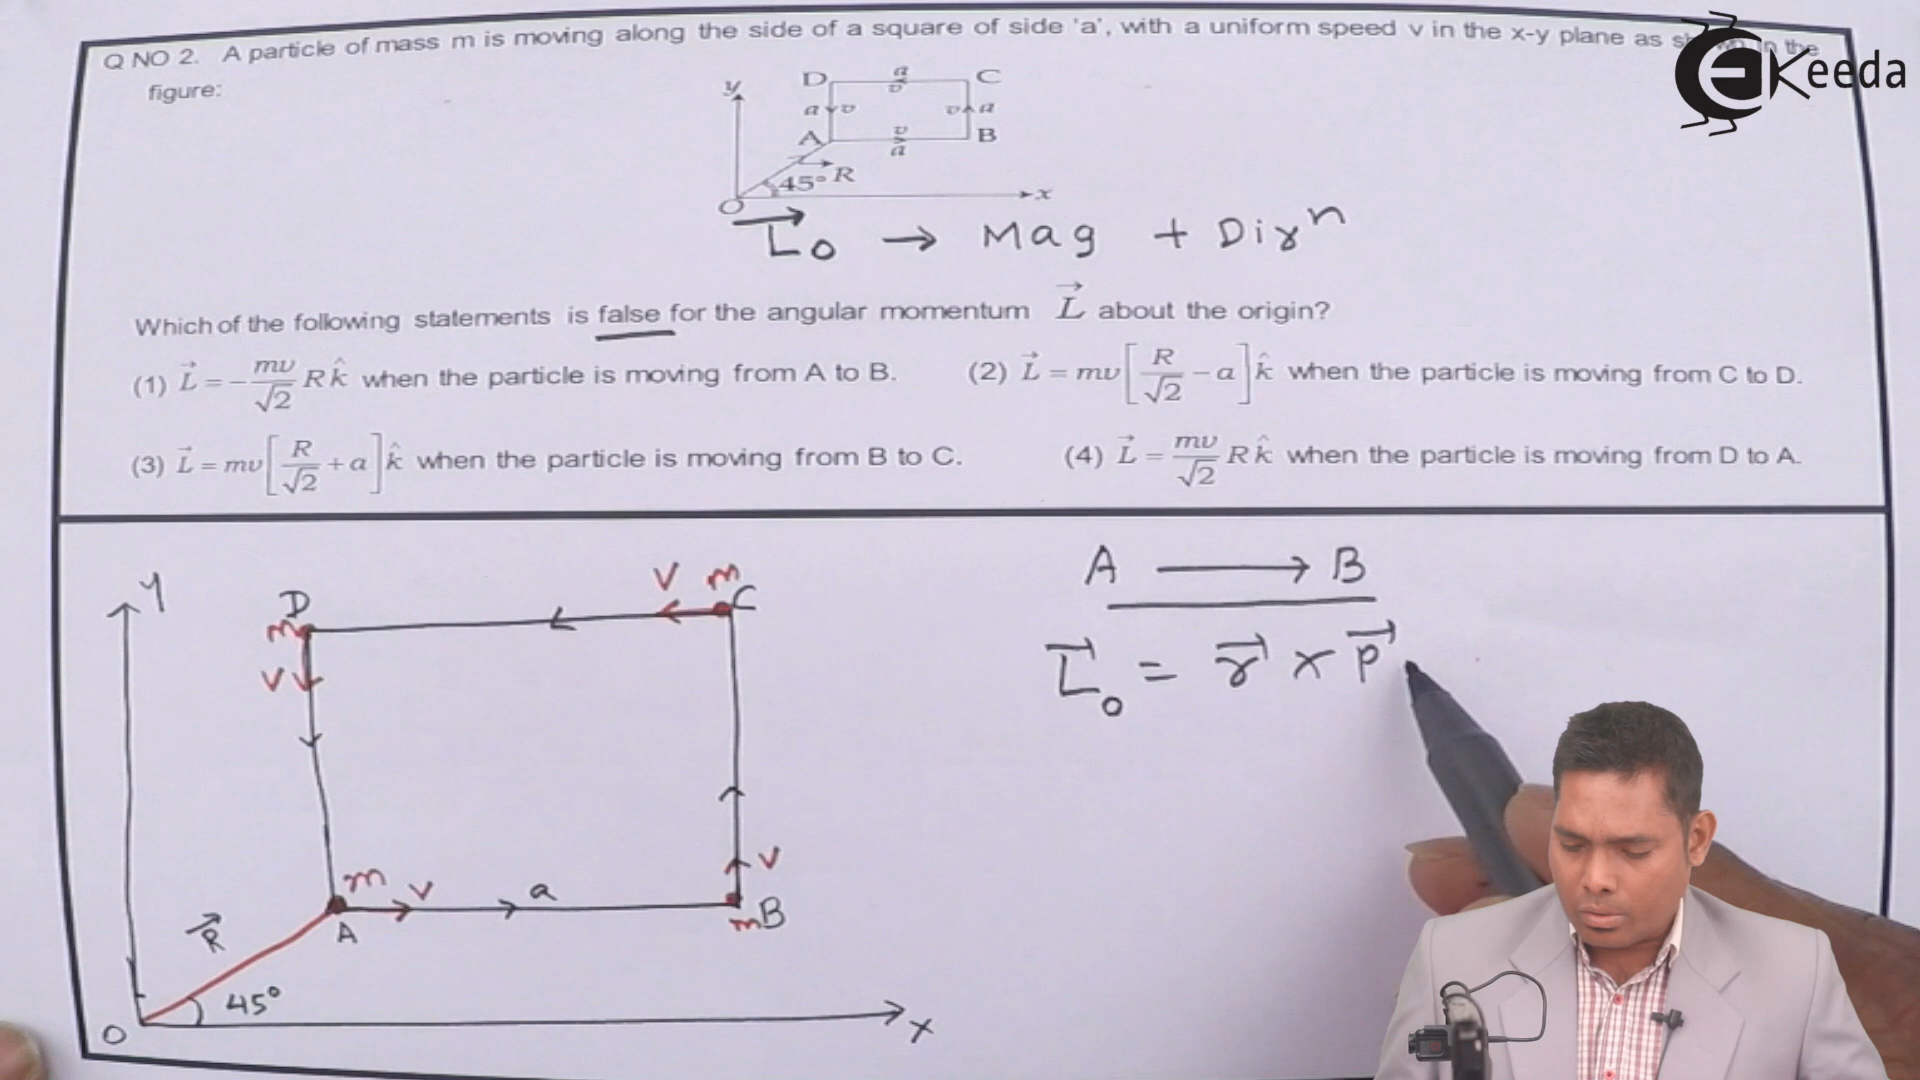 Q NO 2. A particle of mass m is moving along the side of a square of side 'a', with a uniform speed v in the x-y plane as in the
figure:
Keeda
y
D a v C
a v v a
A v a B
45° R
O x
L⃗o → Mag + Dirⁿ
Which of the following statements is false for the angular momentum L⃗ about the origin?
(1) L⃗ = − mv/√2 R k̂ when the particle is moving from A to B.
(2) L⃗ = mv [R/√2 − a] k̂ when the particle is moving from C to D.
(3) L⃗ = mv [R/√2 + a] k̂ when the particle is moving from B to C.
(4) L⃗ = mv/√2 R k̂ when the particle is moving from D to A.
Y
D m v
V m C
m V A
a
V m B
R⃗
45°
O X
A → B
L⃗o = r⃗ × p⃗